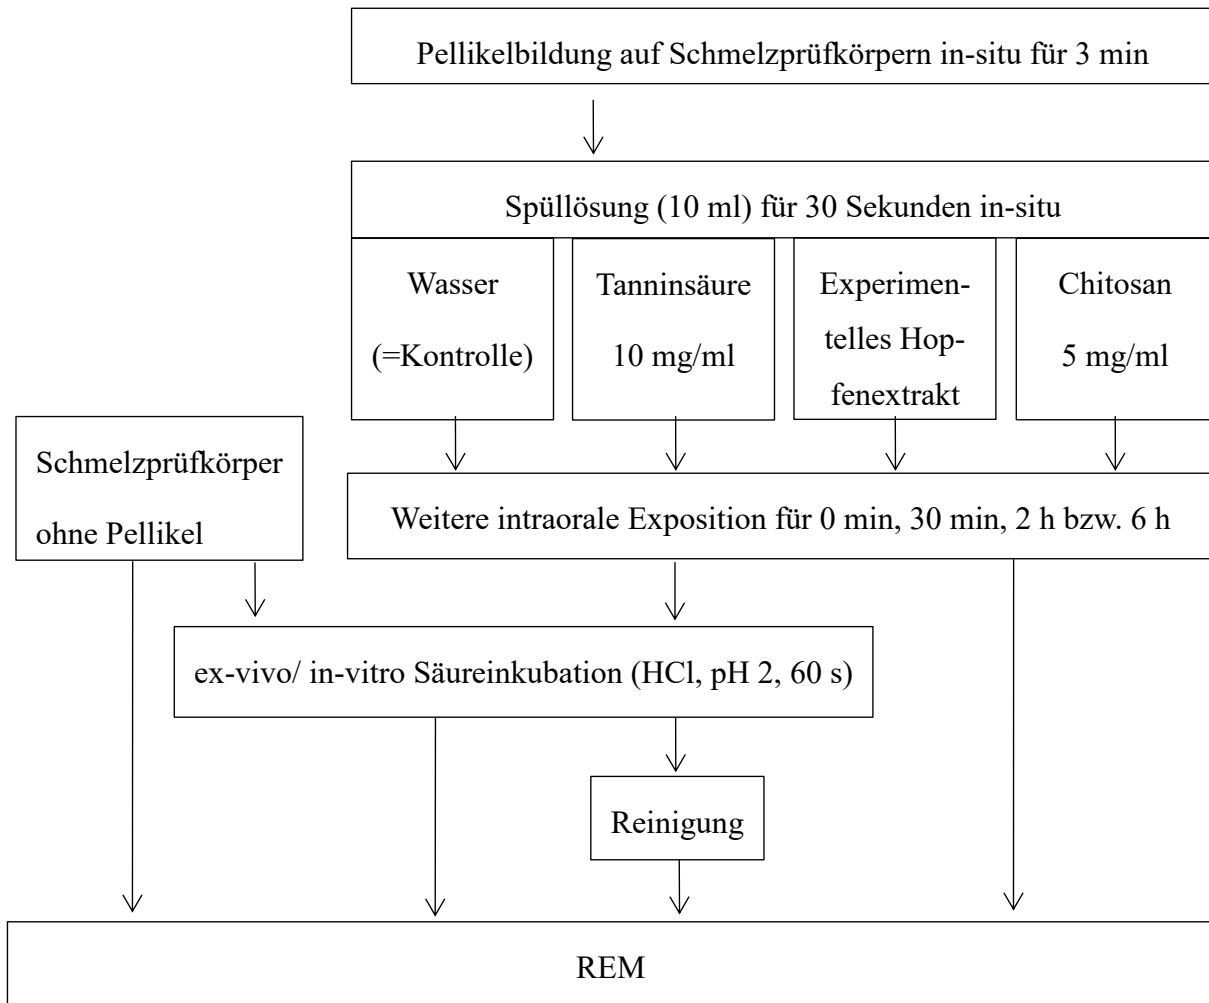 Pellikelbildung auf Schmelzprüfkörpern in-situ für 3 min
Spüllösung (10 ml) für 30 Sekunden in-situ
Wasser
(=Kontrolle)
Tanninsäure
10 mg/ml
Experimen-
telles Hop-
fenextrakt
Chitosan
5 mg/ml
Schmelzprüfkörper
ohne Pellikel
Weitere intraorale Exposition für 0 min, 30 min, 2 h bzw. 6 h
ex-vivo/ in-vitro Säureinkubation (HCl, pH 2, 60 s)
Reinigung
REM